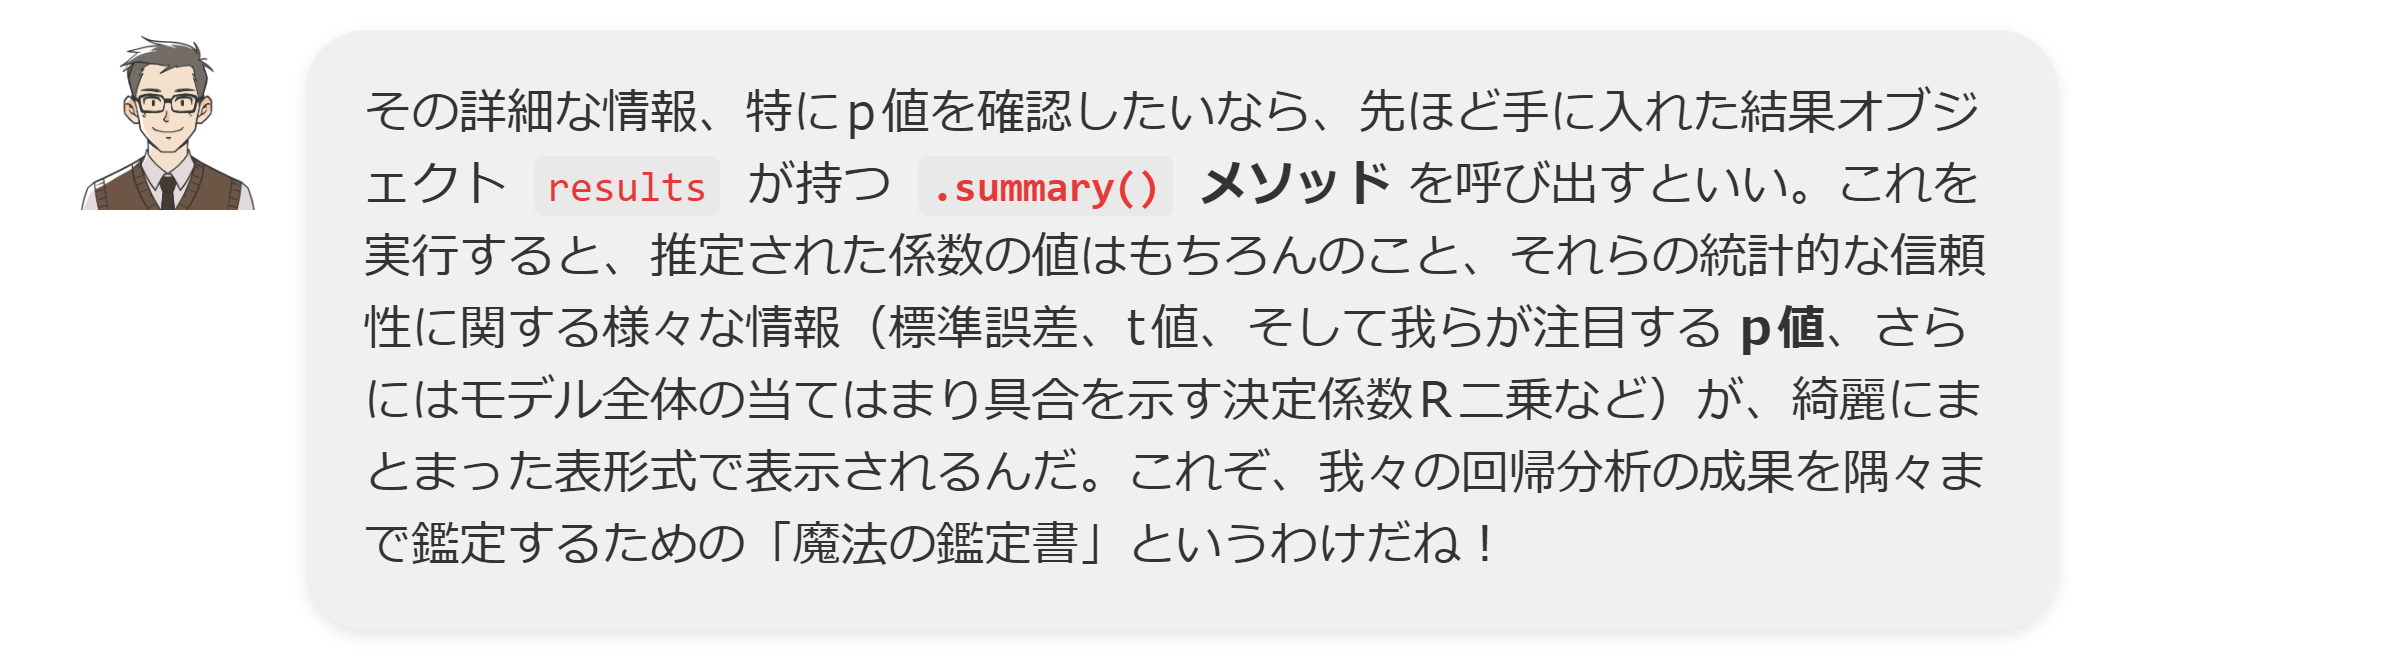 その詳細な情報、特にp値を確認したいなら、先ほど手に入れた結果オブジ
ェクト results が持つ .summary() メソッド を呼び出すといい。これを
実行すると、推定された係数の値はもちろんのこと、それらの統計的な信頼
性に関する様々な情報（標準誤差、t値、そして我らが注目する p値、さら
にはモデル全体の当てはまり具合を示す決定係数R二乗など）が、綺麗にま
とまった表形式で表示されるんだ。これぞ、我々の回帰分析の成果を隅々ま
で鑑定するための「魔法の鑑定書」というわけだね！